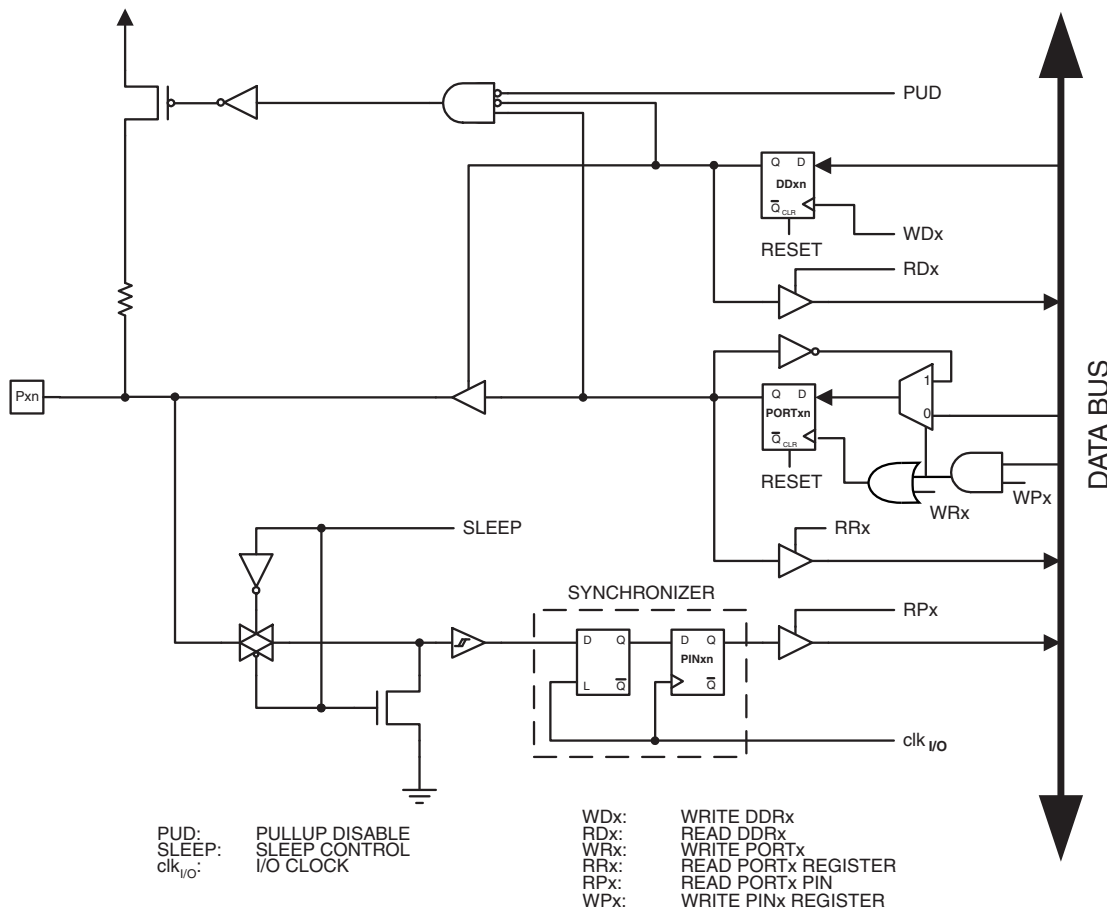 PUD
Q D
DDxn
Q CLR
WDx
RESET
RDx
Pxn
1
Q D
PORTxn
0
Q CLR
RESET
WRx
WPx
DATA BUS
SLEEP
RRx
SYNCHRONIZER
RPx
D Q
D Q
PINxn
L Q
Q
clk I/O
PUD: PULLUP DISABLE
SLEEP: SLEEP CONTROL
clkI/O: I/O CLOCK
WDx: WRITE DDRx
RDx: READ DDRx
WRx: WRITE PORTx
RRx: READ PORTx REGISTER
RPx: READ PORTx PIN
WPx: WRITE PINx REGISTER